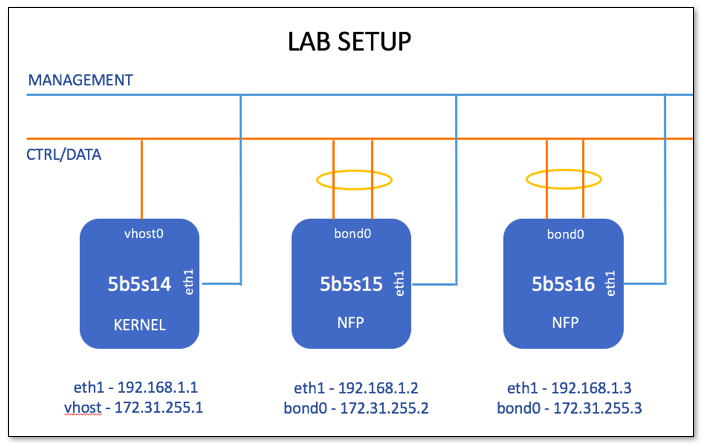 LAB SETUP
MANAGEMENT
CTRL/DATA
vhost0
5b5s14
eth1
KERNEL
bond0
5b5s15
eth1
NFP
bond0
5b5s16
eth1
NFP
eth1 - 192.168.1.1
vhost - 172.31.255.1
eth1 - 192.168.1.2
bond0 - 172.31.255.2
eth1 - 192.168.1.3
bond0 - 172.31.255.3